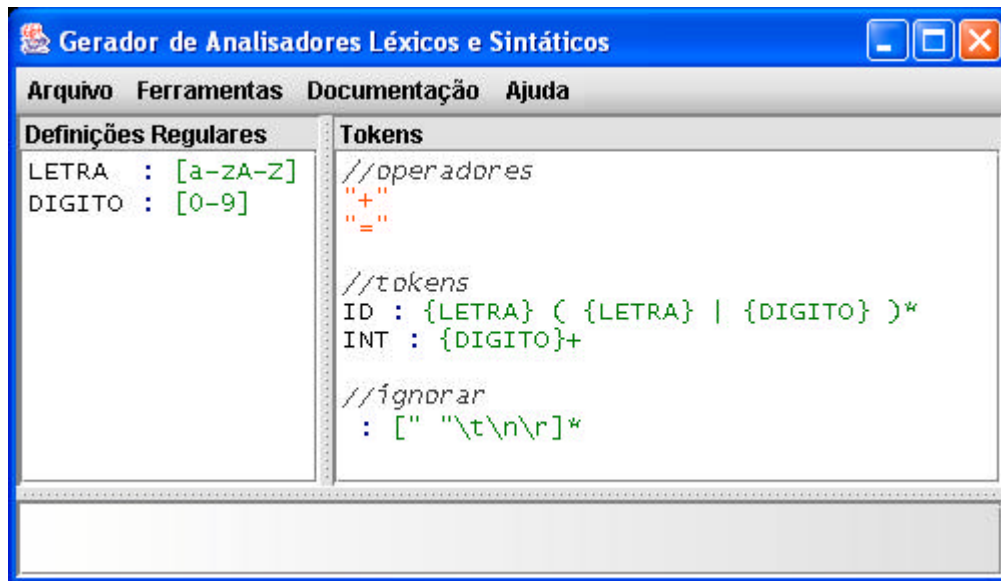 Gerador de Analisadores Léxicos e Sintáticos
Arquivo Ferramentas Documentação Ajuda
Definições Regulares
LETRA : [a-zA-Z]
DIGITO : [0-9]
Tokens
//operadores
"+"
"="
//tokens
ID : {LETRA} ( {LETRA} | {DIGITO} )*
INT : {DIGITO}+
//ignorar
: [" "\t\n\r]*